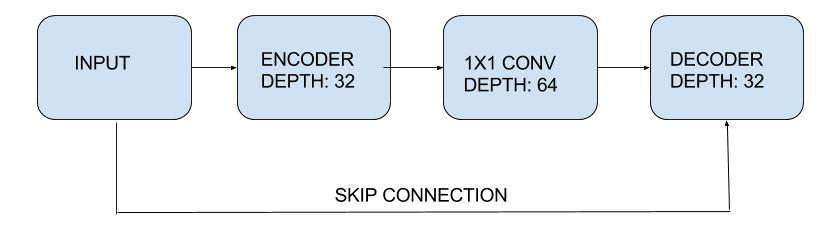 INPUT
ENCODER
DEPTH: 32
1X1 CONV
DEPTH: 64
DECODER
DEPTH: 32
SKIP CONNECTION